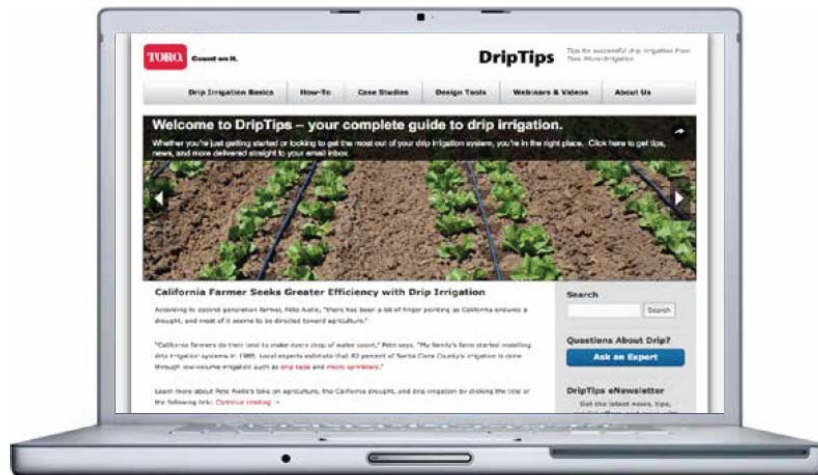 TORO. Count on it.
DripTips
Tips for successful drip irrigation from
Toro Micro-Irrigation
Drip Irrigation Basics How-To Case Studies Design Tools Webinars & Videos About Us
Welcome to DripTips – your complete guide to drip irrigation.
Whether you're just getting started or looking to get the most out of your drip irrigation system, you're in the right place. Click here to get tips,
news, and more delivered straight to your email inbox.
California Farmer Seeks Greater Efficiency with Drip Irrigation
According to second generation farmer, Pete Aiello, "there has been a lot of finger pointing as California endures a
drought, and most of it seems to be directed toward agriculture."
"California farmers do their best to make every drop of water count," Pete says. "My family's farm started installing
drip irrigation systems in 1985. Local experts estimate that 83 percent of Santa Clara County's irrigation is done
through low-volume irrigation such as drip tape and micro sprinklers."
Learn more about Pete Aiello's take on agriculture, the California drought, and drip irrigation by clicking the title or
the following link: Continue reading →
Search
Search
Questions About Drip?
Ask an Expert
DripTips eNewsletter
Get the latest news, tips,